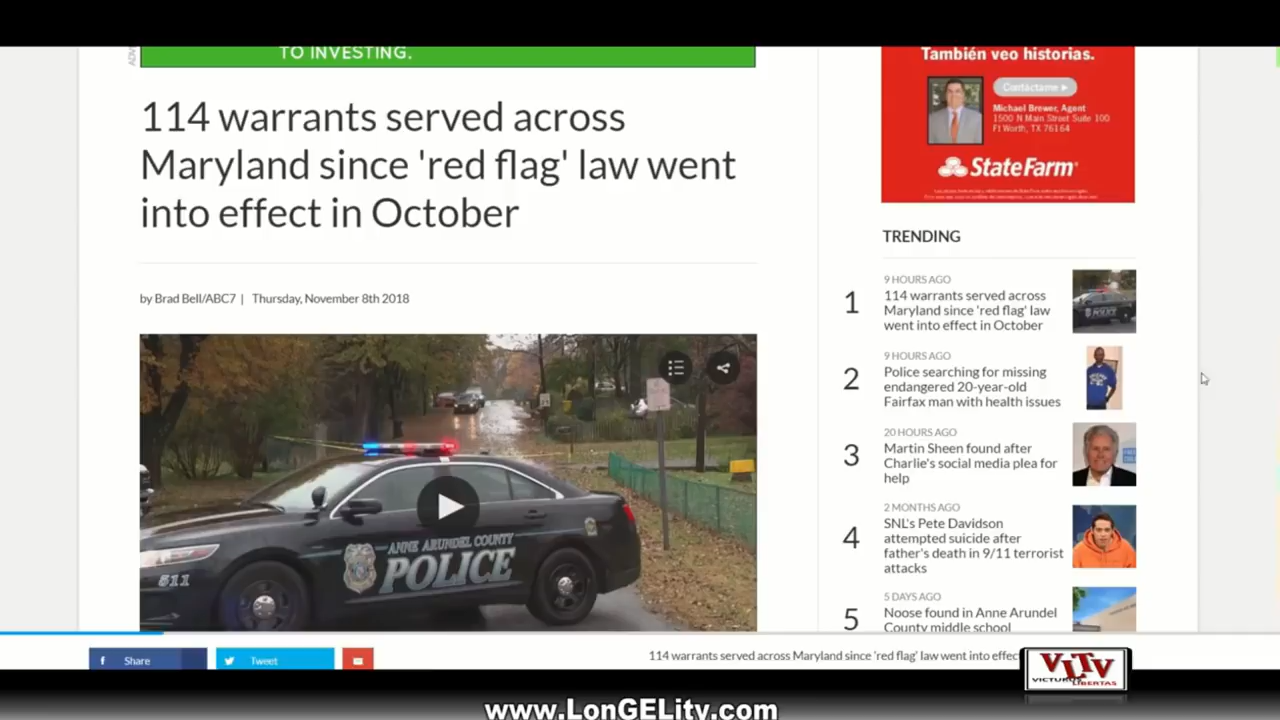 TO INVESTING.
También veo historias.
Contáctame ▸
Michael Brewer, Agent
1500 N Main Street Suite 100
Ft Worth, TX 76164
StateFarm
114 warrants served across
Maryland since 'red flag' law went
into effect in October
by Brad Bell/ABC7 | Thursday, November 8th 2018
ANNE ARUNDEL COUNTY
POLICE
511
TRENDING
1
9 HOURS AGO
114 warrants served across
Maryland since 'red flag' law
went into effect in October
2
9 HOURS AGO
Police searching for missing
endangered 20-year-old
Fairfax man with health issues
3
20 HOURS AGO
Martin Sheen found after
Charlie's social media plea for
help
4
2 MONTHS AGO
SNL's Pete Davidson
attempted suicide after
father's death in 9/11 terrorist
attacks
5
5 DAYS AGO
Noose found in Anne Arundel
County middle school
Share
Tweet
114 warrants served across Maryland since 'red flag' law went into effect
VLTV
VICTURUS
LIBERTAS
www.LonGELity.com